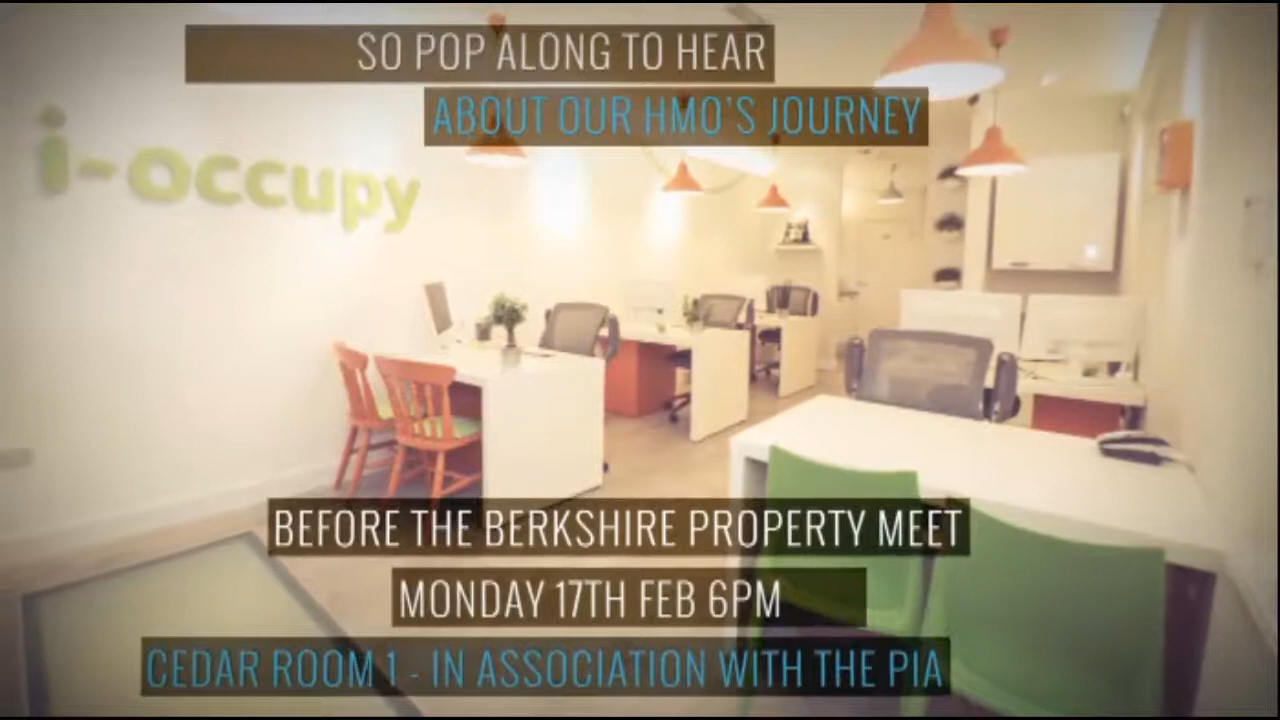 SO POP ALONG TO HEAR
ABOUT OUR HMO'S JOURNEY
i-occupy
BEFORE THE BERKSHIRE PROPERTY MEET
MONDAY 17TH FEB 6PM
CEDAR ROOM 1 - IN ASSOCIATION WITH THE PIA